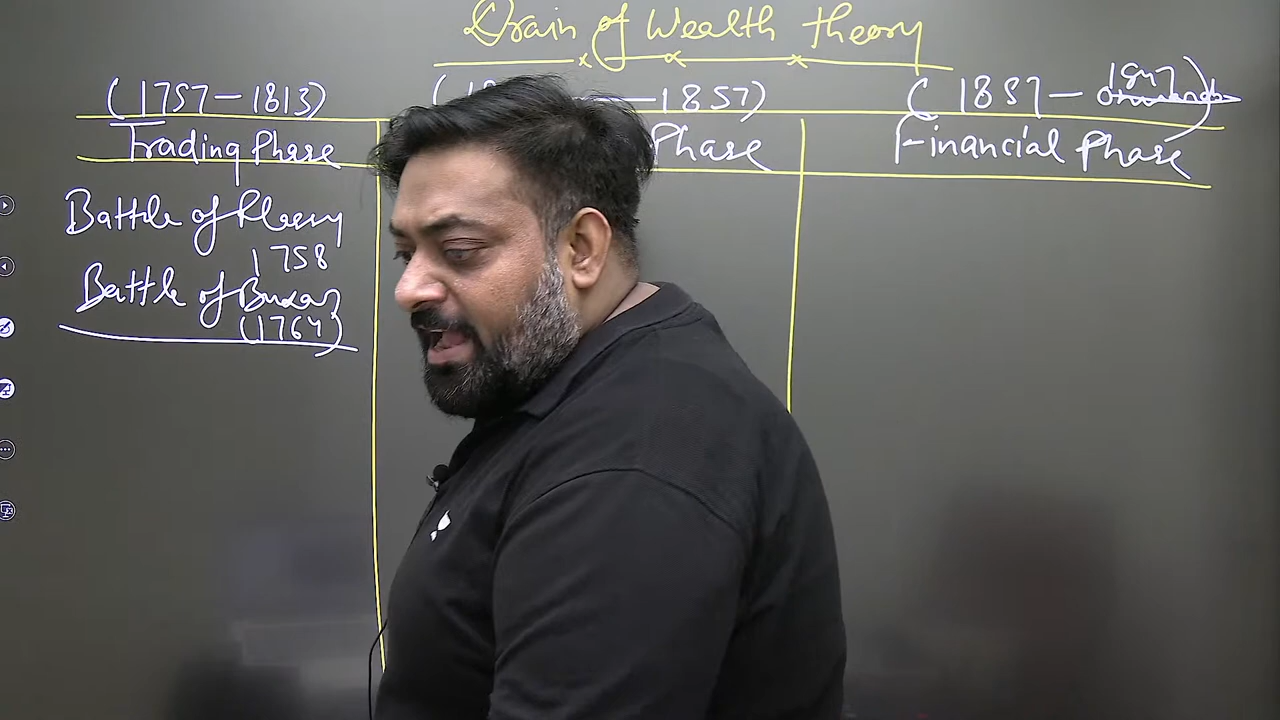 Drain of Wealth theory
(1757-1813)
-1857)
(1857- 1947)
Trading Phase
Phase
Financial Phase
Battle of Plessy
1758
Battle of Buxar
(1764)